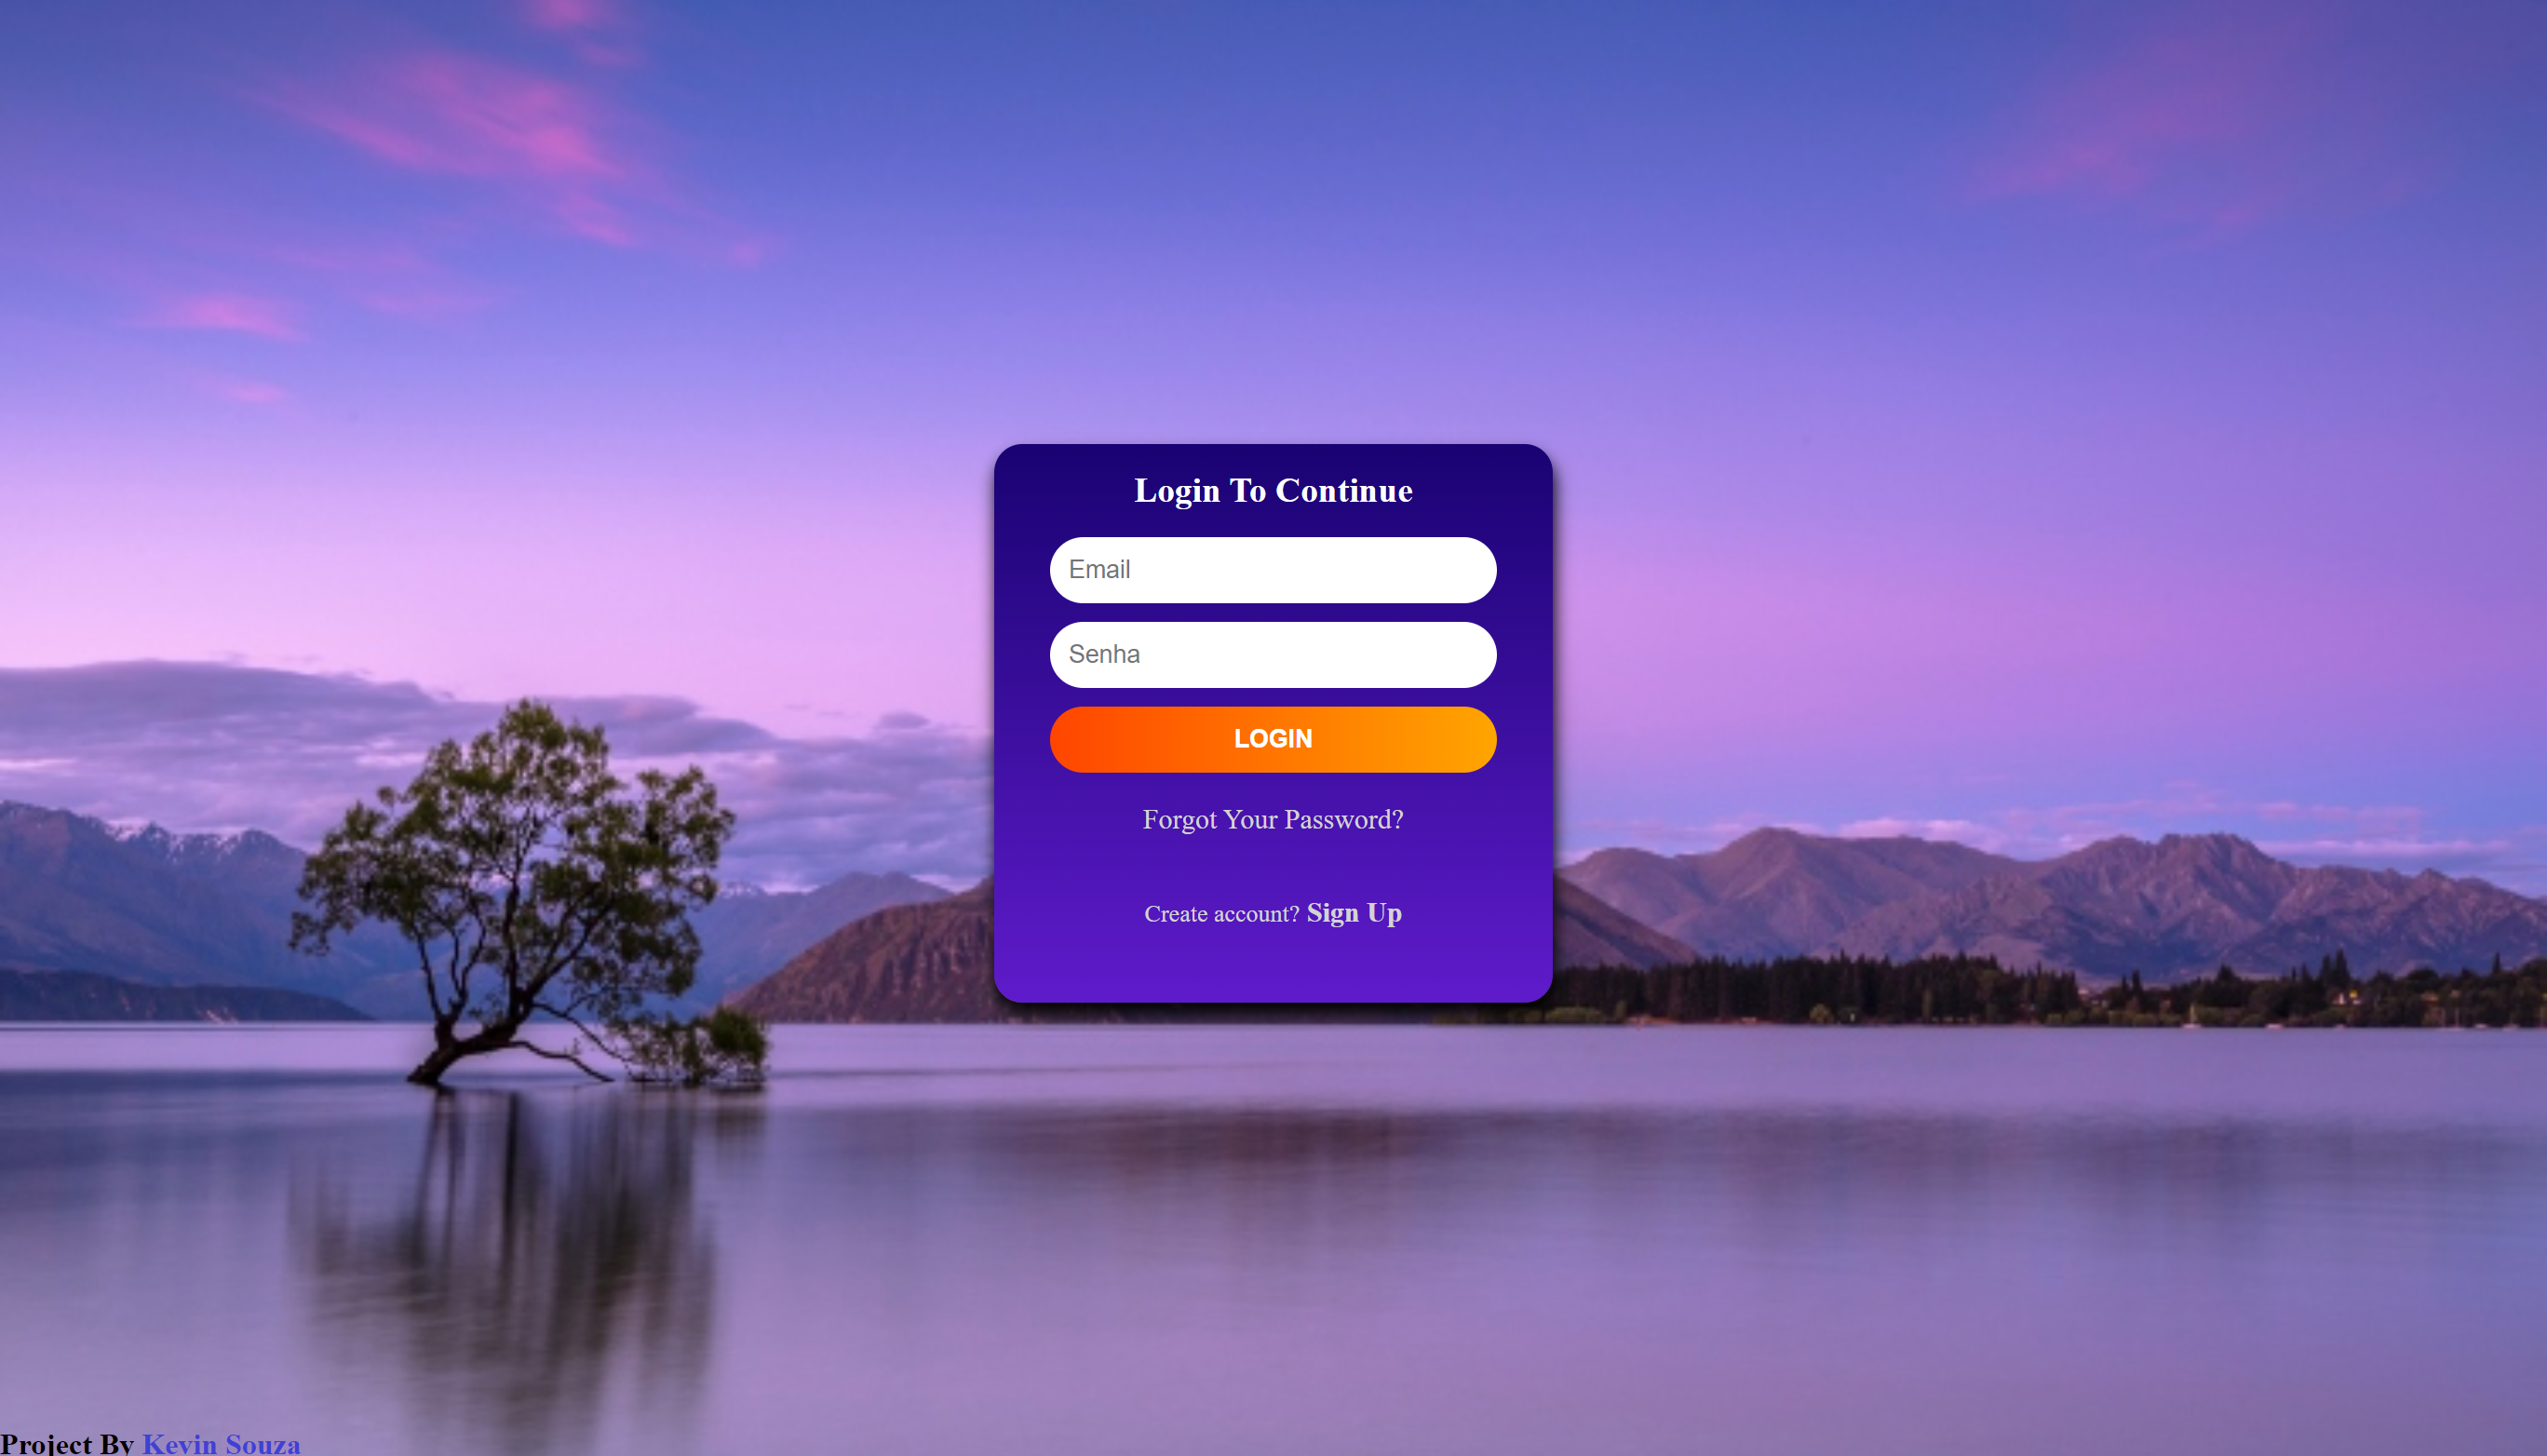 Login To Continue
Email
Senha
LOGIN
Forgot Your Password?
Create account? Sign Up
Project By Kevin Souza